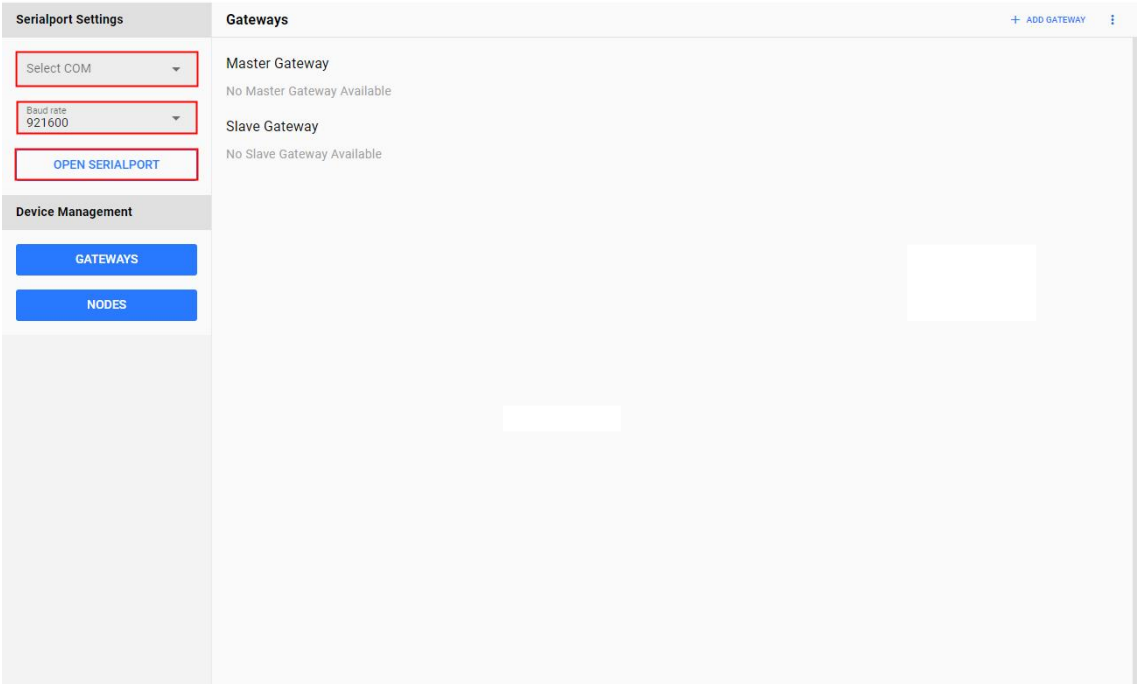 Serialport Settings
Gateways
+ ADD GATEWAY
Select COM
Baud rate
921600
OPEN SERIALPORT
Device Management
GATEWAYS
NODES
Master Gateway
No Master Gateway Available
Slave Gateway
No Slave Gateway Available